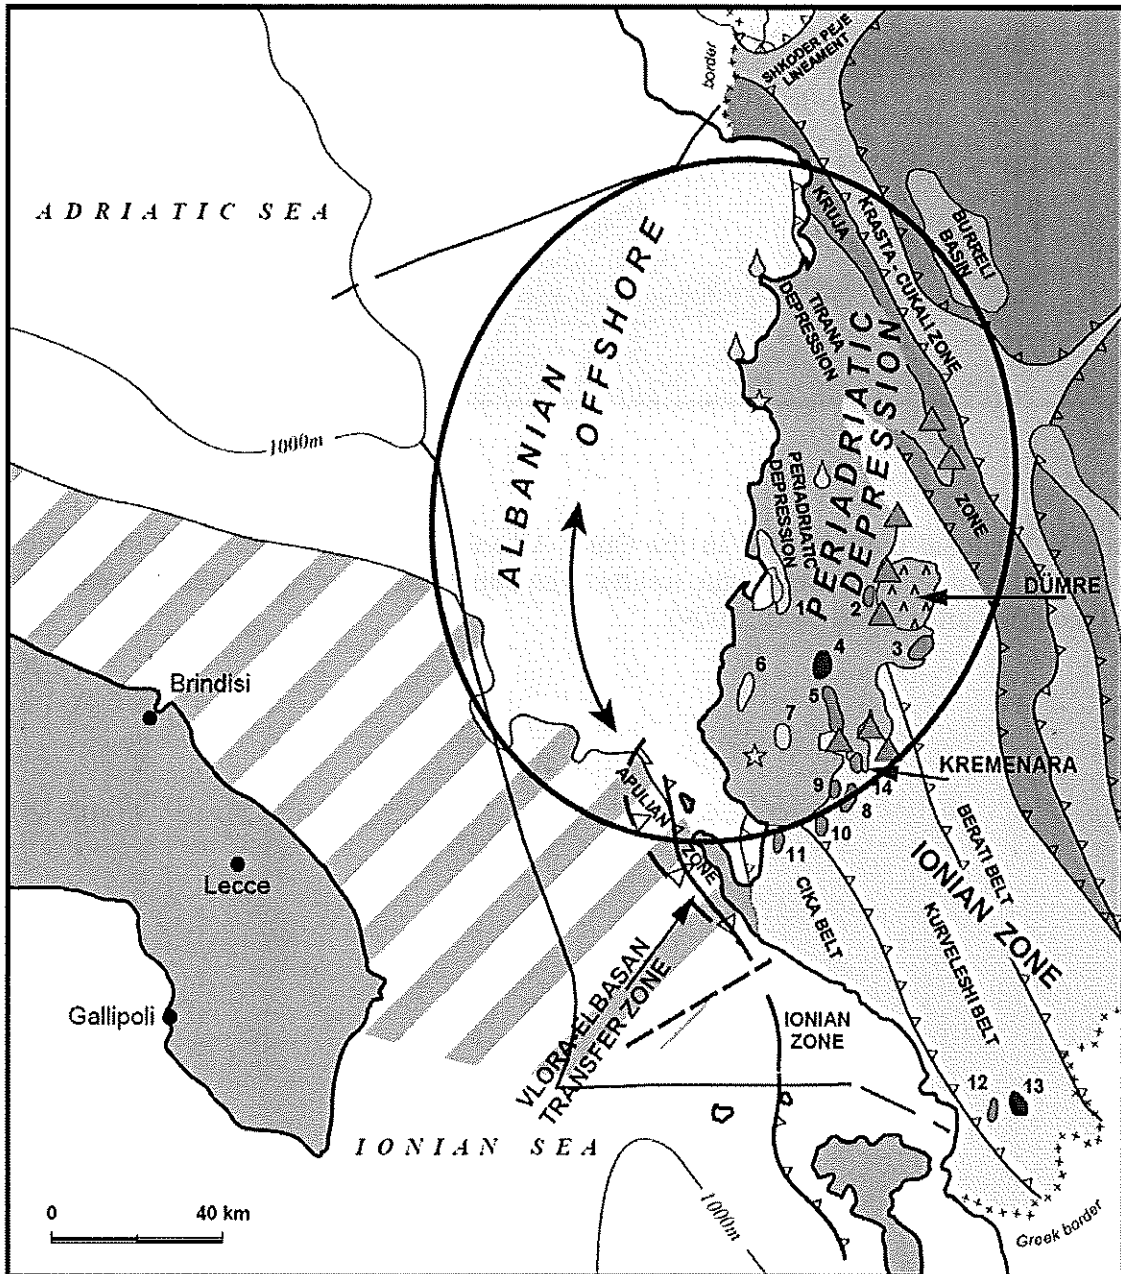 SHKODER PEJE
LINEAMENT
border
ADRIATIC SEA
KRUJA
KRASTA - CUKALI ZONE
BURRELI
BASIN
ALBANIAN
OFFSHORE
TIRANA
DEPRESSION
PERIADRIATIC
DEPRESSION
1000m
PERIADRIATIC
DEPRESSION
ZONE
1
2
DÜMRE
3
4
5
6
7
Brindisi
KREMENARA
9
14
8
10
11
APULIAN ZONE
Lecce
CIKA BELT
BERATI BELT
IONIAN ZONE
KURVELESHI BELT
Gallipoli
VLORA-ELBASAN
TRANSFER ZONE
IONIAN
ZONE
12
13
IONIAN SEA
1000m
0
40 km
Greek border